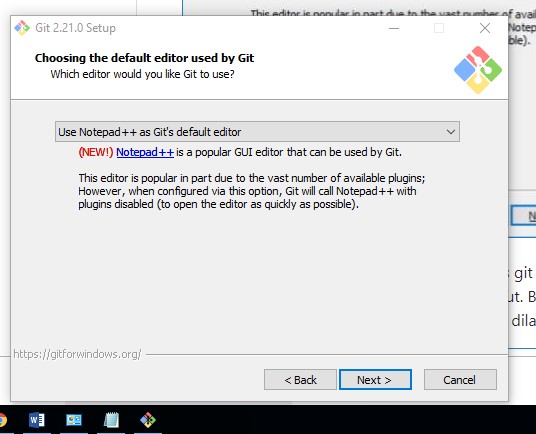 This editor is popular in part due to the vast number of avai
Notep
ble).
Git 2.21.0 Setup
Choosing the default editor used by Git
Which editor would you like Git to use?
Use Notepad++ as Git's default editor
(NEW!) Notepad++ is a popular GUI editor that can be used by Git.
This editor is popular in part due to the vast number of available plugins;
However, when configured via this option, Git will call Notepad++ with
plugins disabled (to open the editor as quickly as possible).
N
git
ut. B
dila
https://gitforwindows.org/
< Back
Next >
Cancel